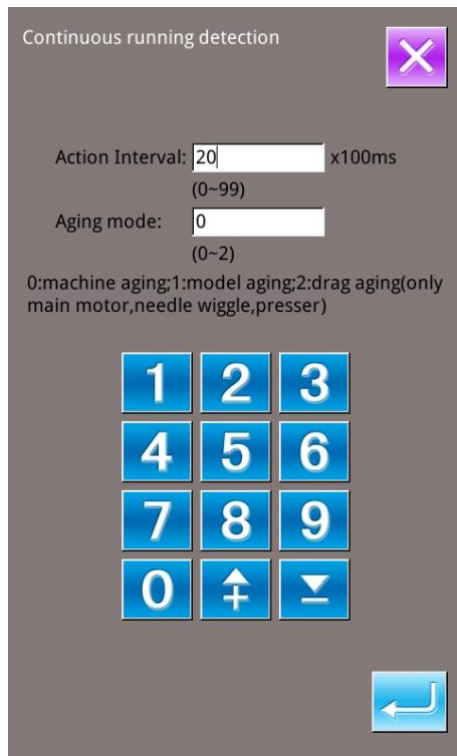 Continuous running detection
Action Interval: 20 x100ms
(0~99)
Aging mode: 0
(0~2)
0:machine aging;1:model aging;2:drag aging(only
main motor,needle wiggle,presser)
1 2 3
4 5 6
7 8 9
0